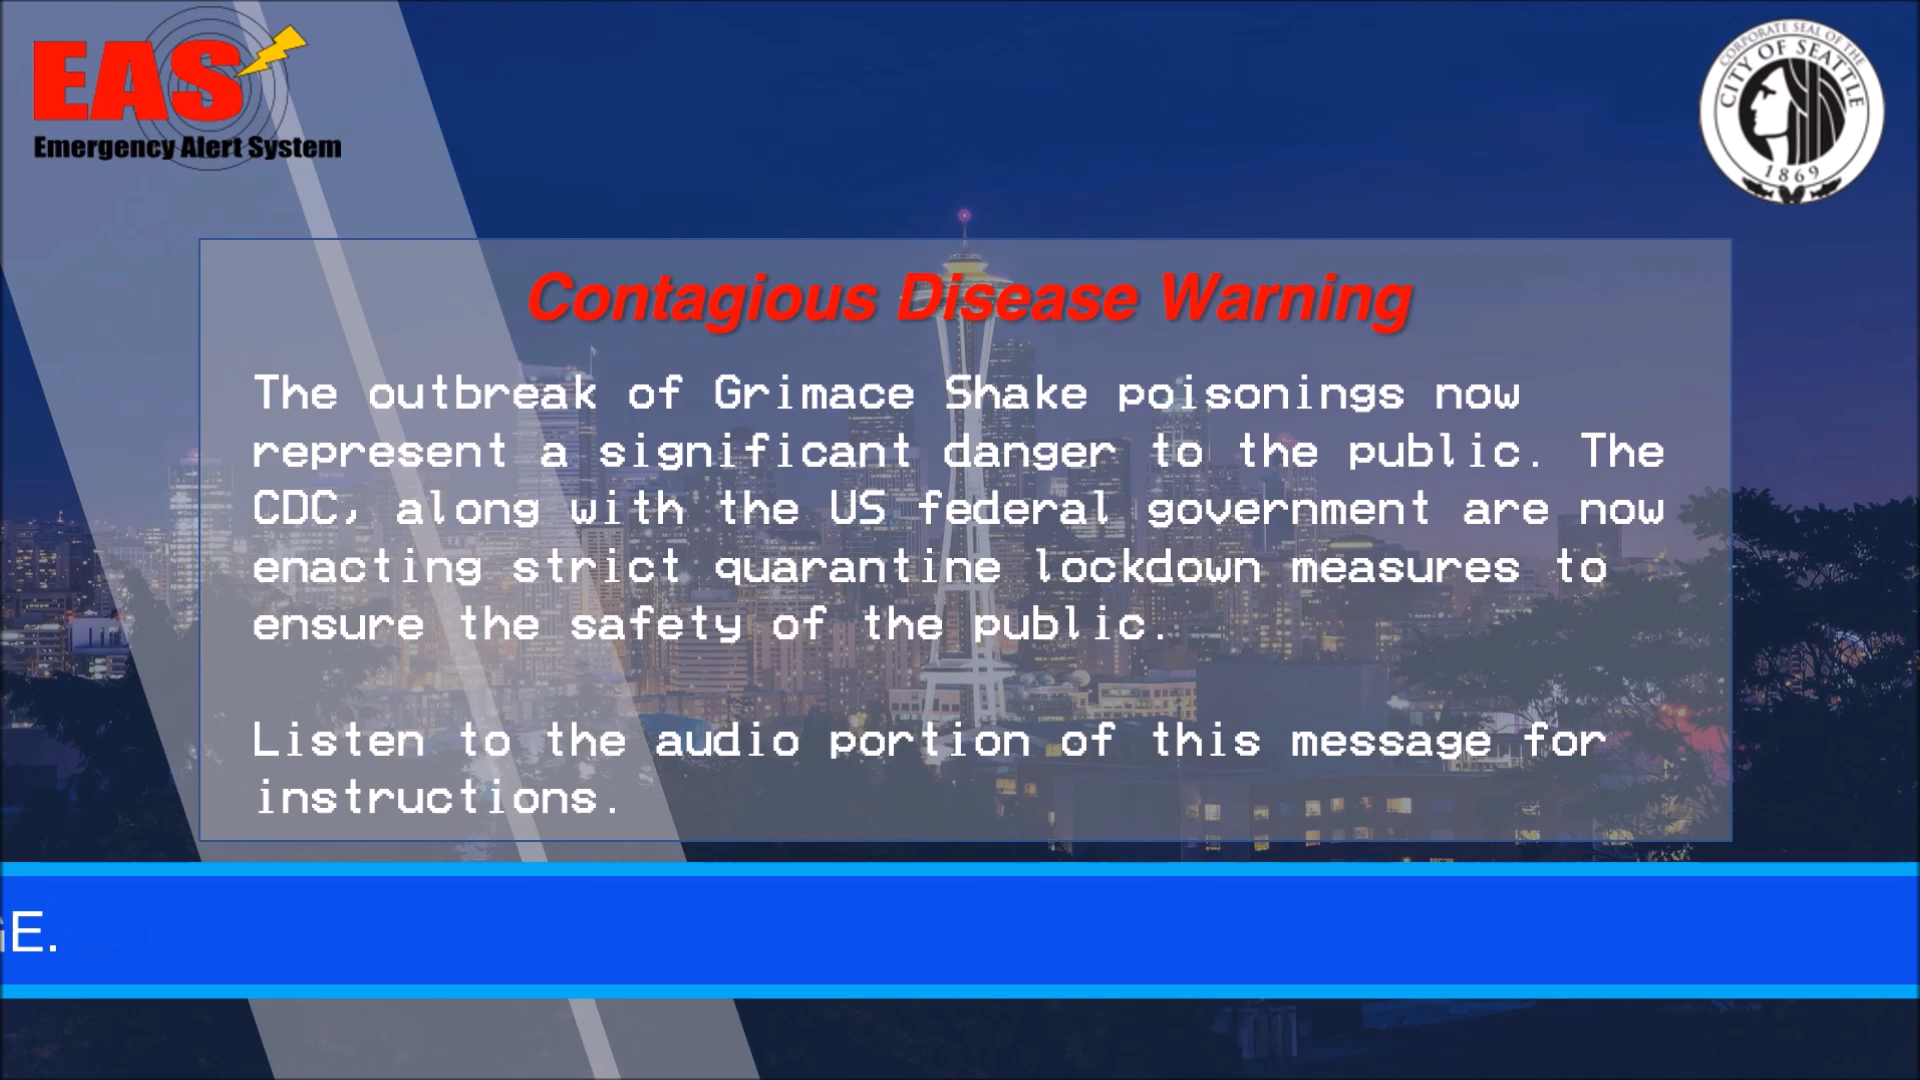 EAS
Emergency Alert System
CORPORATE SEAL OF THE
CITY OF SEATTLE
1869
Contagious Disease Warning
The outbreak of Grimace Shake poisonings now
represent a significant danger to the public. The
CDC, along with the US federal government are now
enacting strict quarantine lockdown measures to
ensure the safety of the public.
Listen to the audio portion of this message for
instructions.
E.